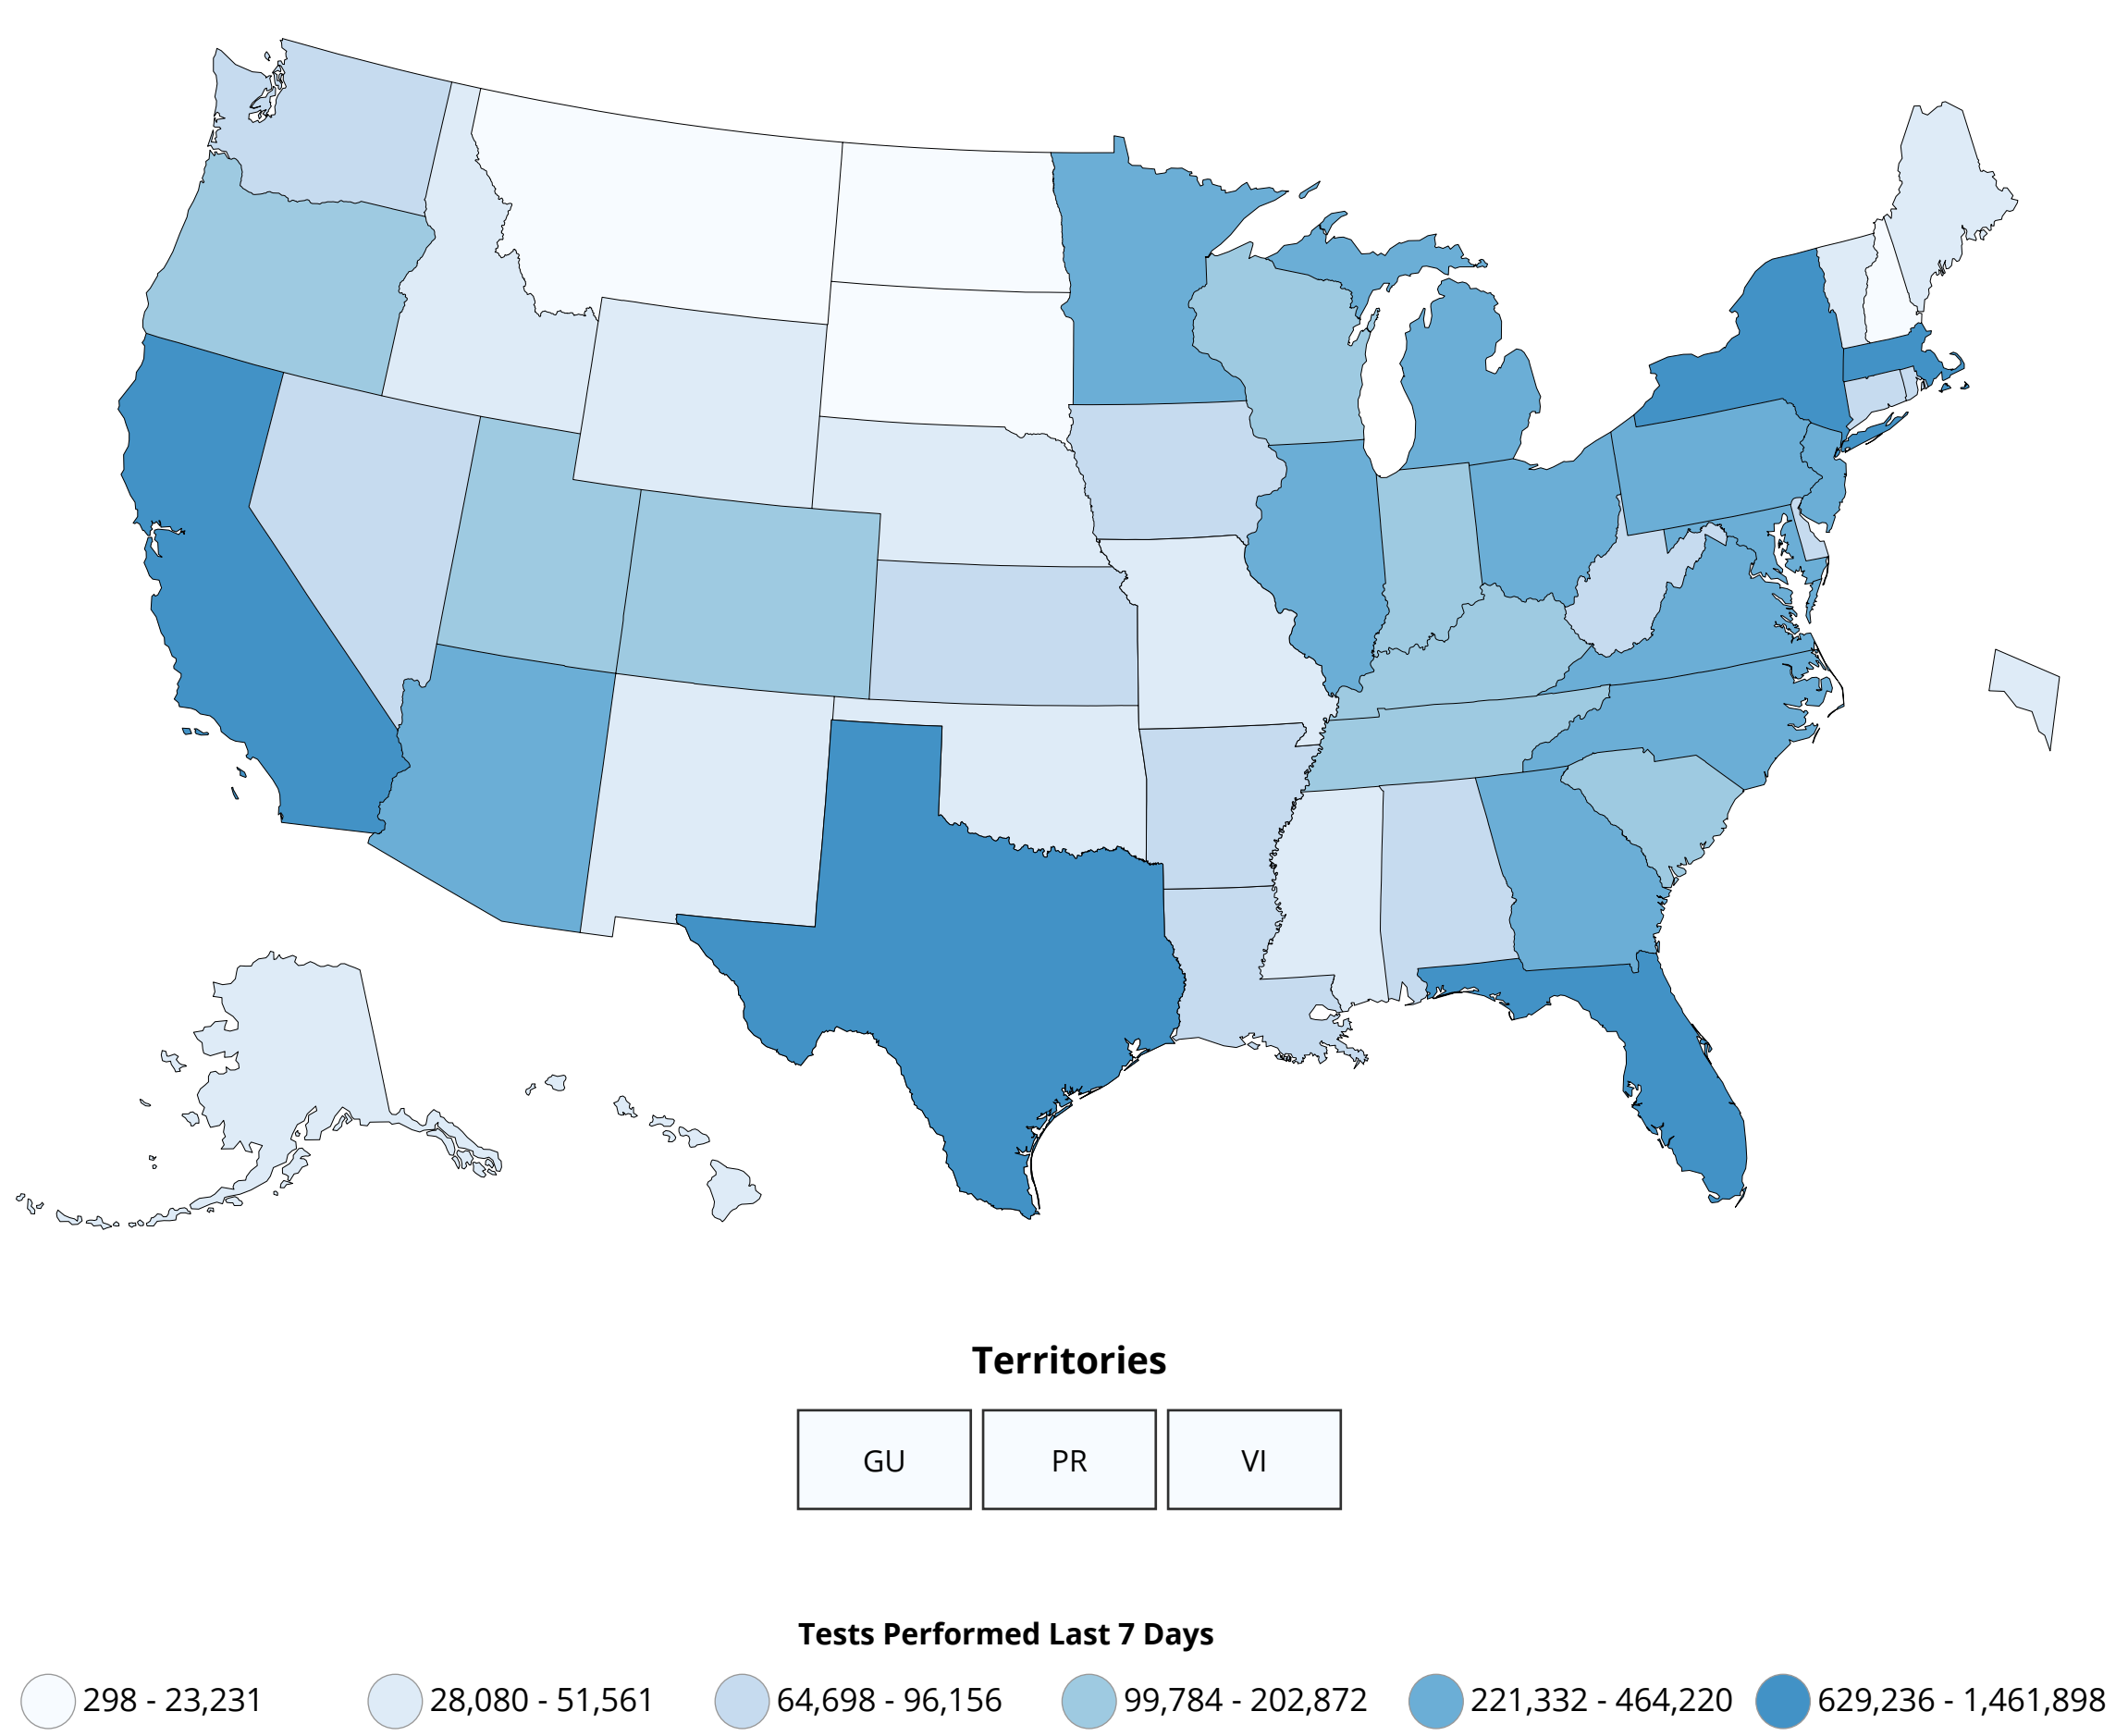 Territories
GU PR VI
Tests Performed Last 7 Days
298 - 23,231 28,080 - 51,561 64,698 - 96,156 99,784 - 202,872 221,332 - 464,220 629,236 - 1,461,898